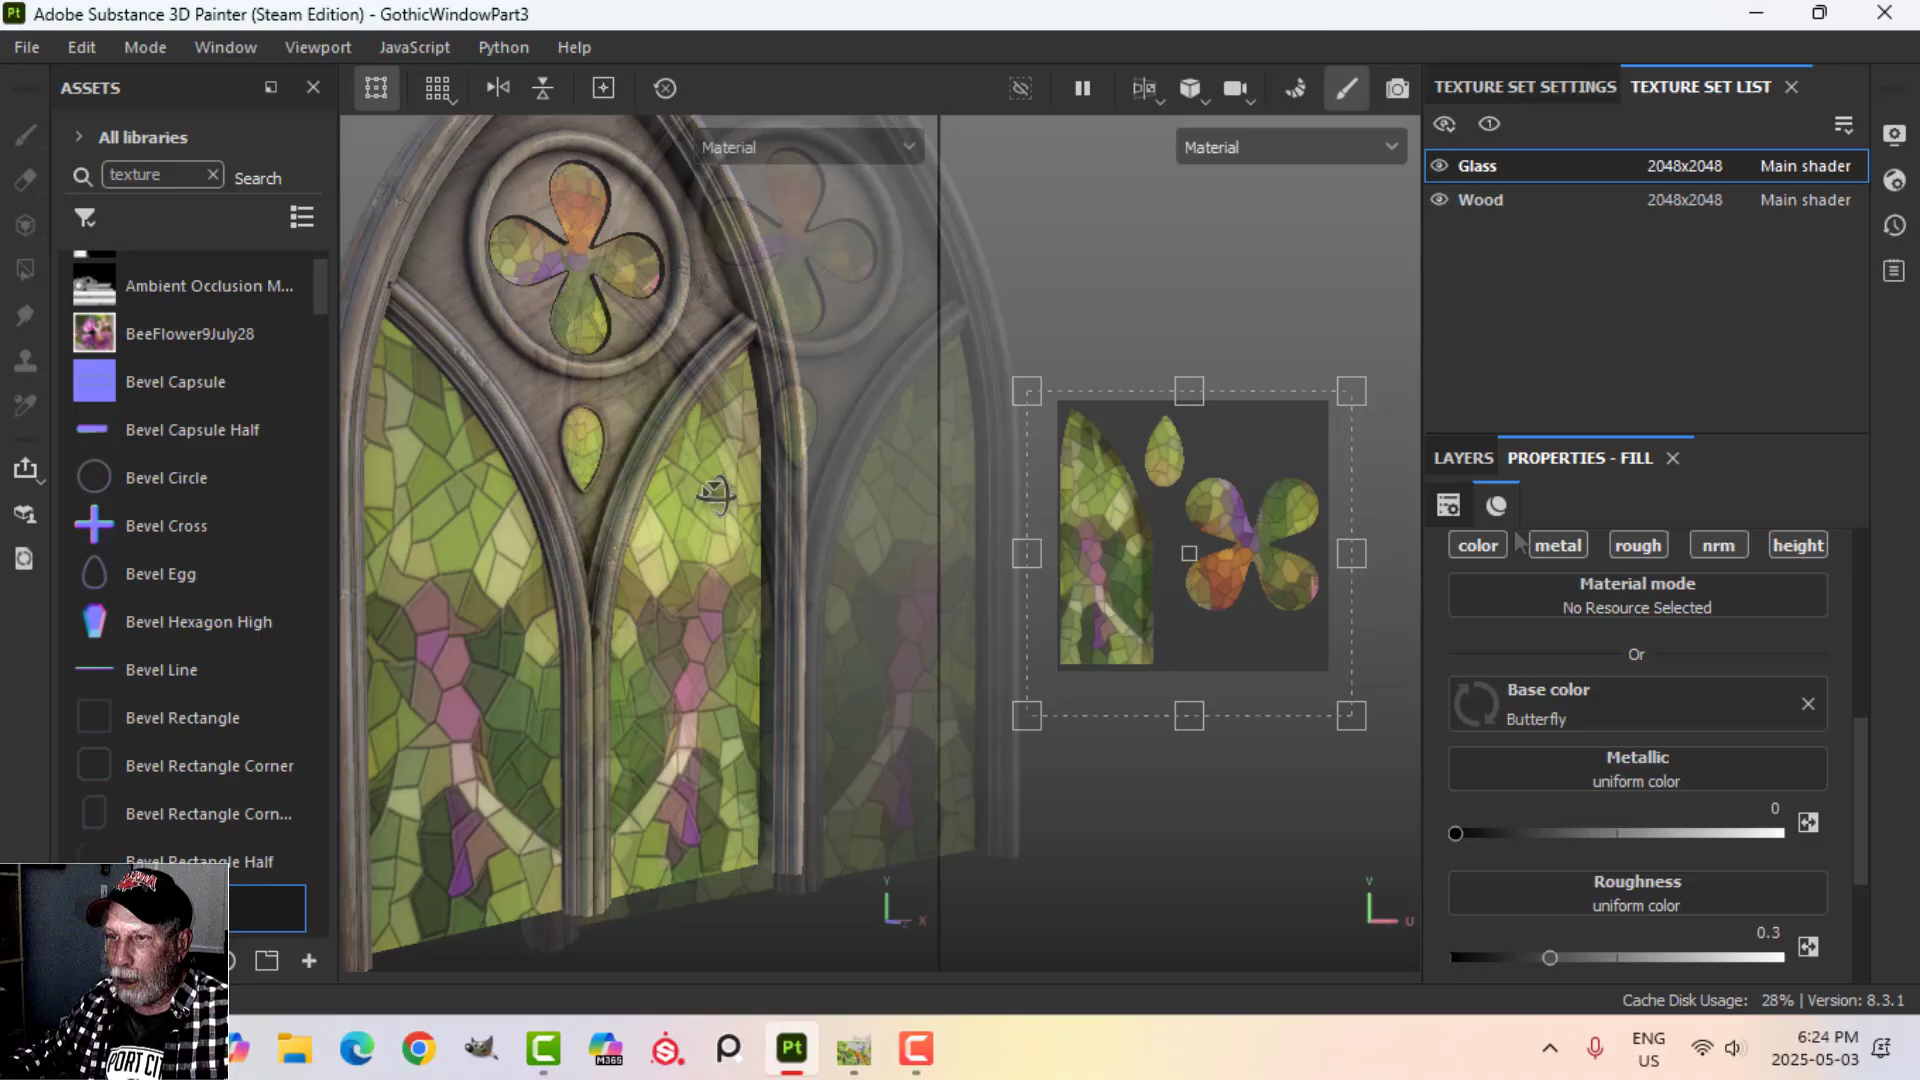 Adobe Substance 3D Painter (Steam Edition) - GothicWindowPart3
File Edit Mode Window Viewport JavaScript Python Help
ASSETS
All libraries
texture
Search
Ambient Occlusion M...
BeeFlower9July28
Bevel Capsule
Bevel Capsule Half
Bevel Circle
Bevel Cross
Bevel Egg
Bevel Hexagon High
Bevel Line
Bevel Rectangle
Bevel Rectangle Corner
Bevel Rectangle Corn...
Bevel Rectangle Half
Material
Material
Y
X
V
U
TEXTURE SET SETTINGS TEXTURE SET LIST
Glass 2048x2048 Main shader
Wood 2048x2048 Main shader
LAYERS PROPERTIES - FILL
color metal rough nrm height
Material mode
No Resource Selected
Or
Base color
Butterfly
Metallic
uniform color
0
Roughness
uniform color
0.3
Cache Disk Usage: 28% | Version: 8.3.1
PORT CIT
M365
Pt
ENG
US
6:24 PM
2025-05-03